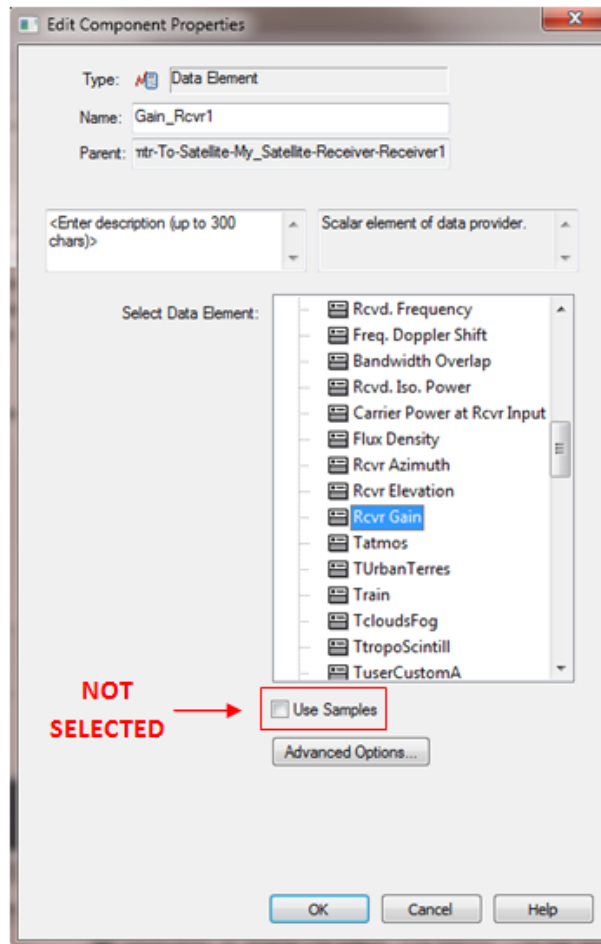 Edit Component Properties
Type: Data Element
Name: Gain_Rcvr1
Parent: ntr-To-Satellite-My_Satellite-Receiver-Receiver1
<Enter description (up to 300
chars)>
Scalar element of data provider.
Select Data Element:
Rcvd. Frequency
Freq. Doppler Shift
Bandwidth Overlap
Rcvd. Iso. Power
Carrier Power at Rcvr Input
Flux Density
Rcvr Azimuth
Rcvr Elevation
Rcvr Gain
Tatmos
TUrbanTerres
Train
TcloudsFog
TtropoScintill
TuserCustomA
NOT
SELECTED
Use Samples
Advanced Options...
OK Cancel Help